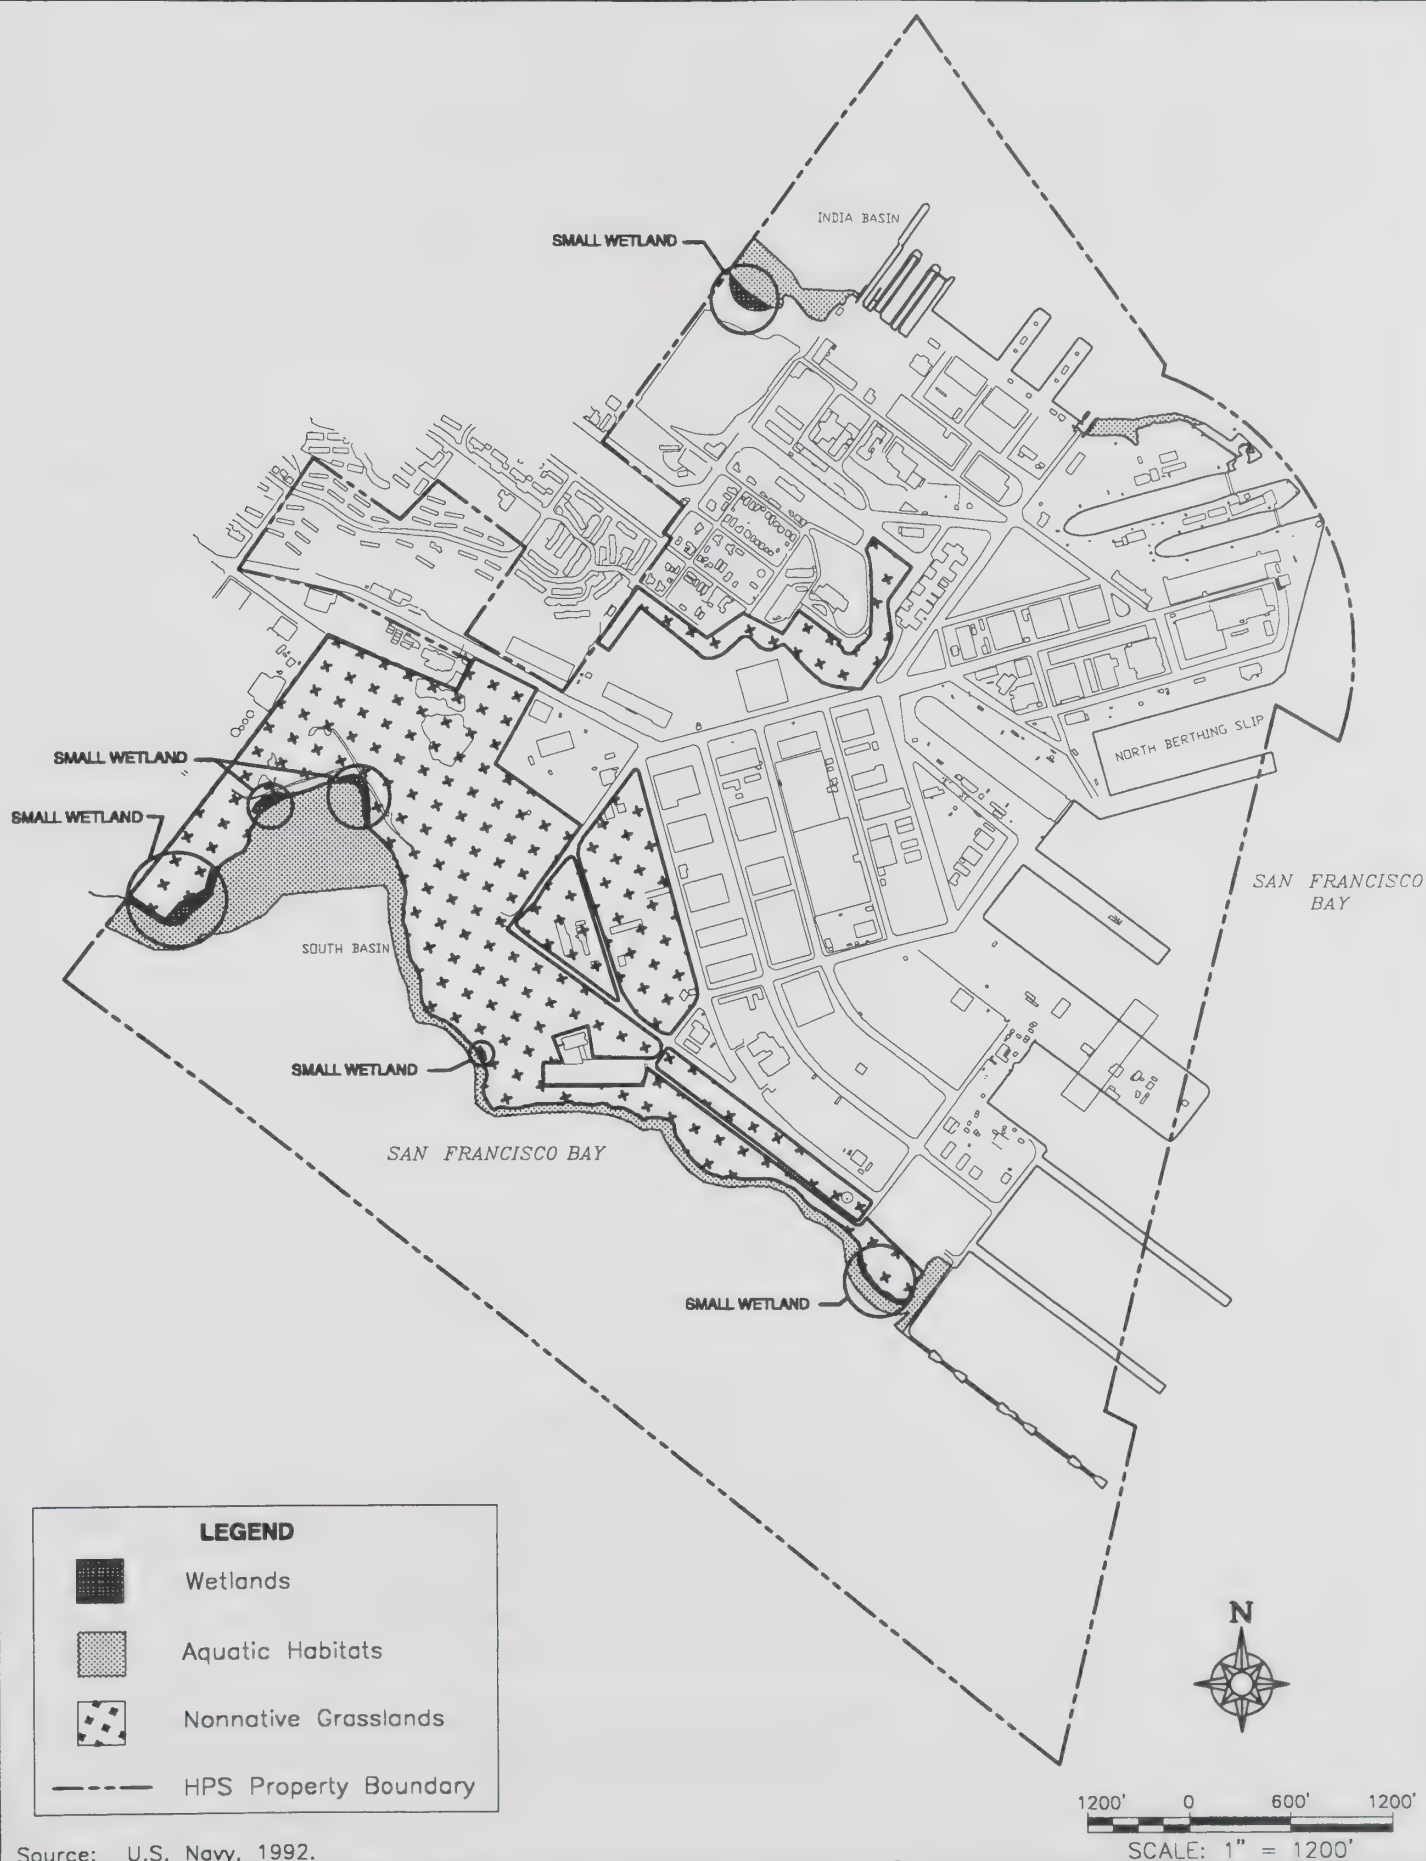 INDIA BASIN
SMALL WETLAND
NORTH BERTHING SLIP
SMALL WETLAND
SMALL WETLAND
SAN FRANCISCO
BAY
SOUTH BASIN
SMALL WETLAND
SAN FRANCISCO BAY
SMALL WETLAND
LEGEND
Wetlands
Aquatic Habitats
Nonnative Grasslands
HPS Property Boundary
N
1200' 0 600' 1200'
SCALE: 1" = 1200'
Source: U.S. Navy, 1992.